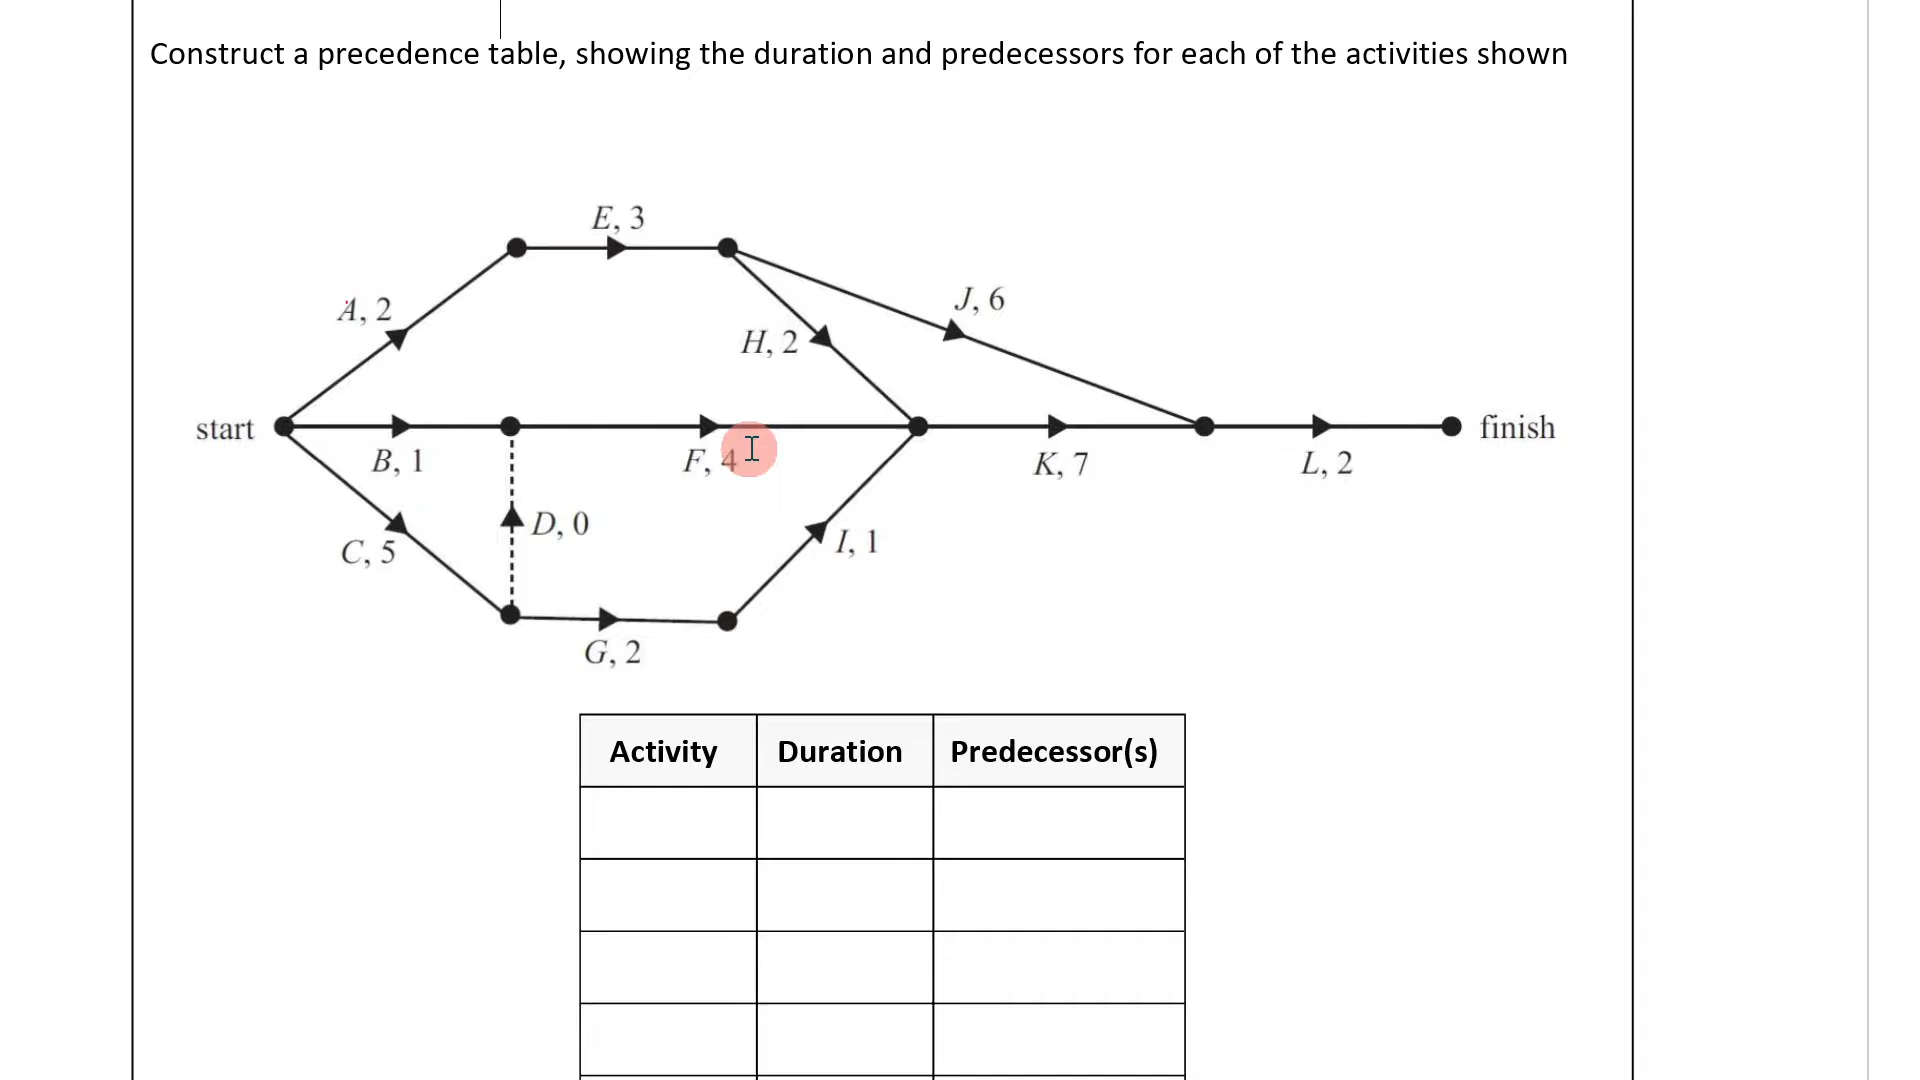 Construct a precedence table, showing the duration and predecessors for each of the activities shown
E, 3
A, 2
J, 6
H, 2
start
finish
B, 1
F, 4
K, 7
L, 2
D, 0
C, 5
I, 1
G, 2
Activity Duration Predecessor(s)